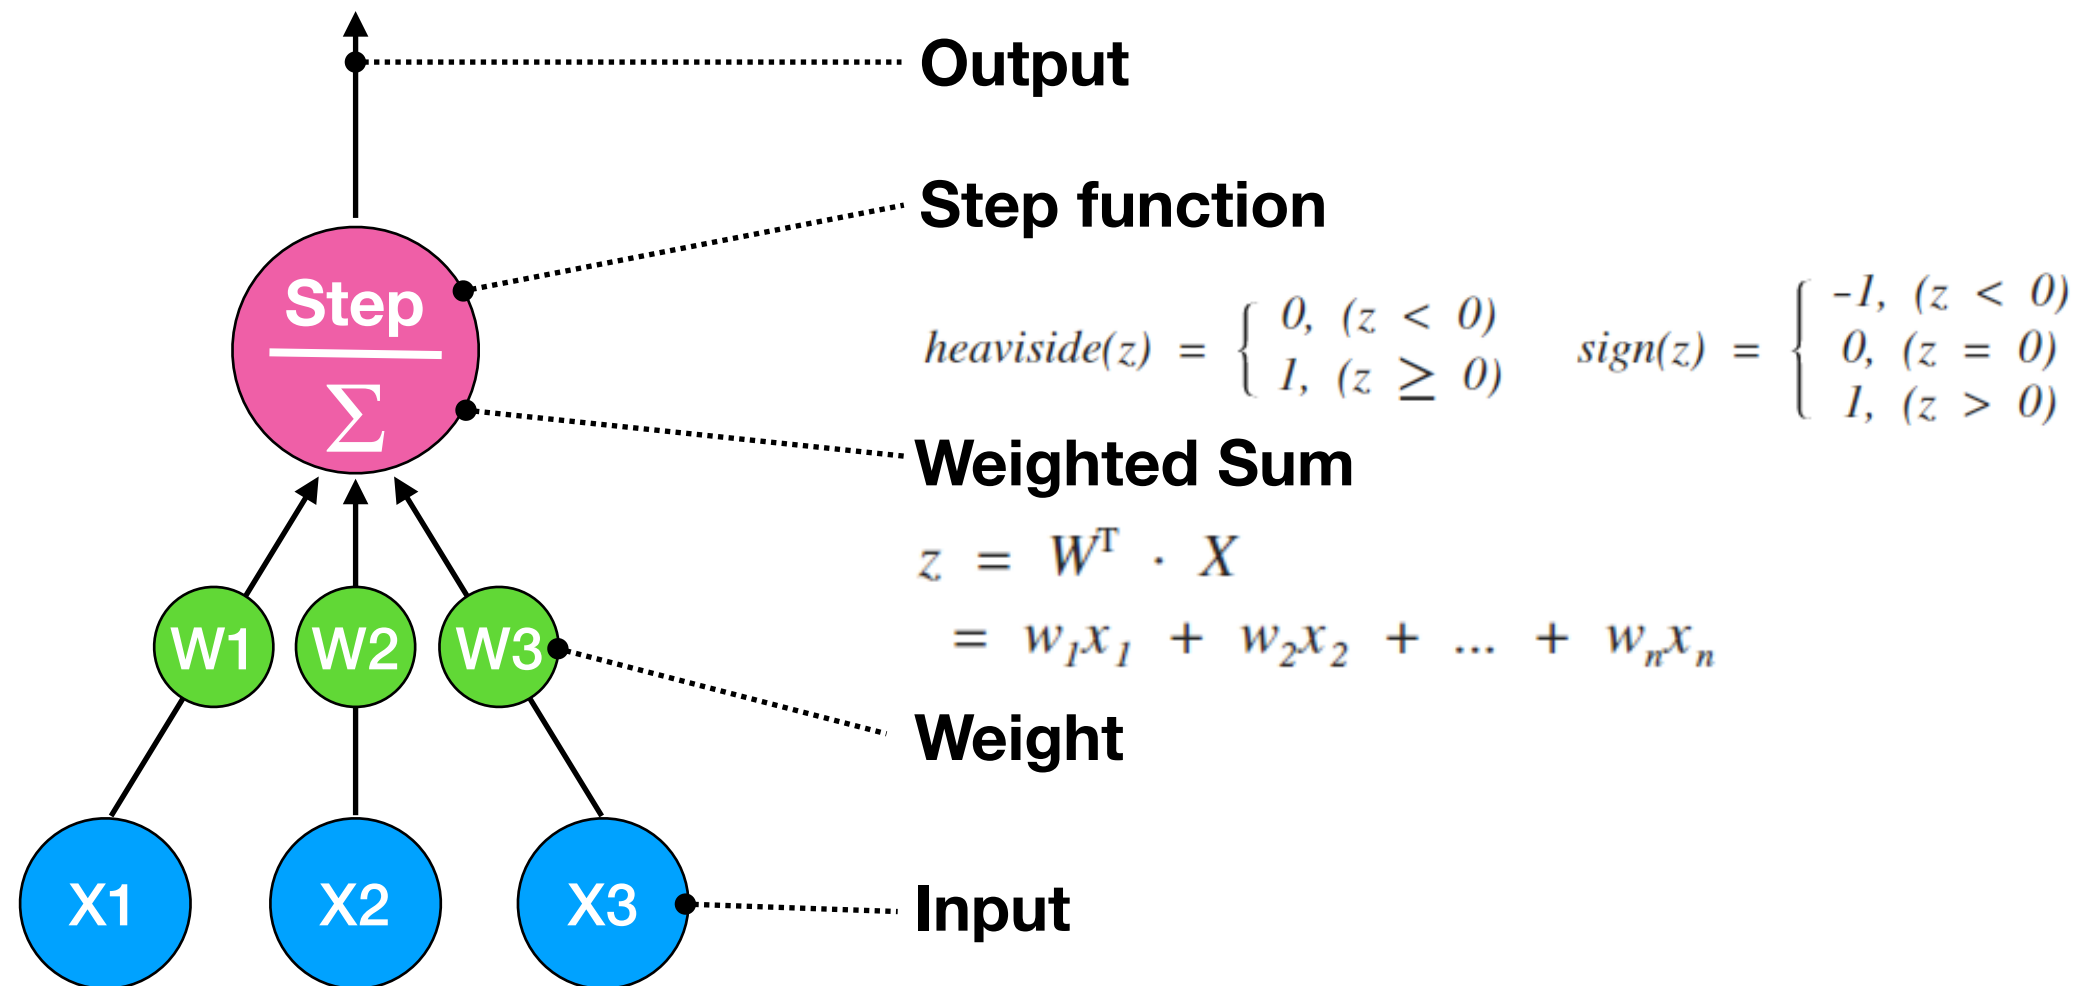 Output
Step function
Step
Σ
heaviside(z) = { 0, (z < 0)
1, (z ≥ 0)
sign(z) = { -1, (z < 0)
0, (z = 0)
1, (z > 0)
Weighted Sum
z = Wᵀ · X
= w₁x₁ + w₂x₂ + ... + wₙxₙ
W1 W2 W3
Weight
X1 X2 X3
Input